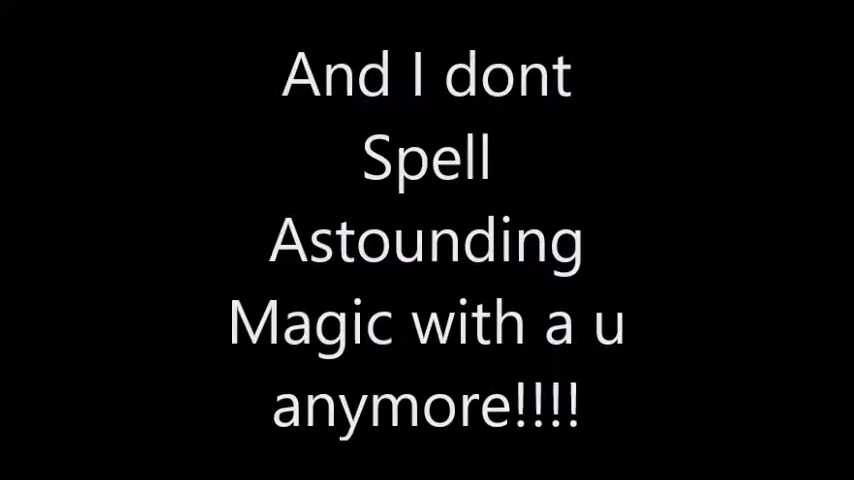 And I dont
Spell
Astounding
Magic with a u
anymore!!!!